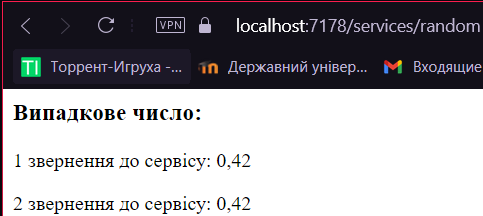 VPN localhost:7178/services/random
TI Торрент-Игруха -... Державний універ... Входящие
Випадкове число:
1 звернення до сервісу: 0,42
2 звернення до сервісу: 0,42